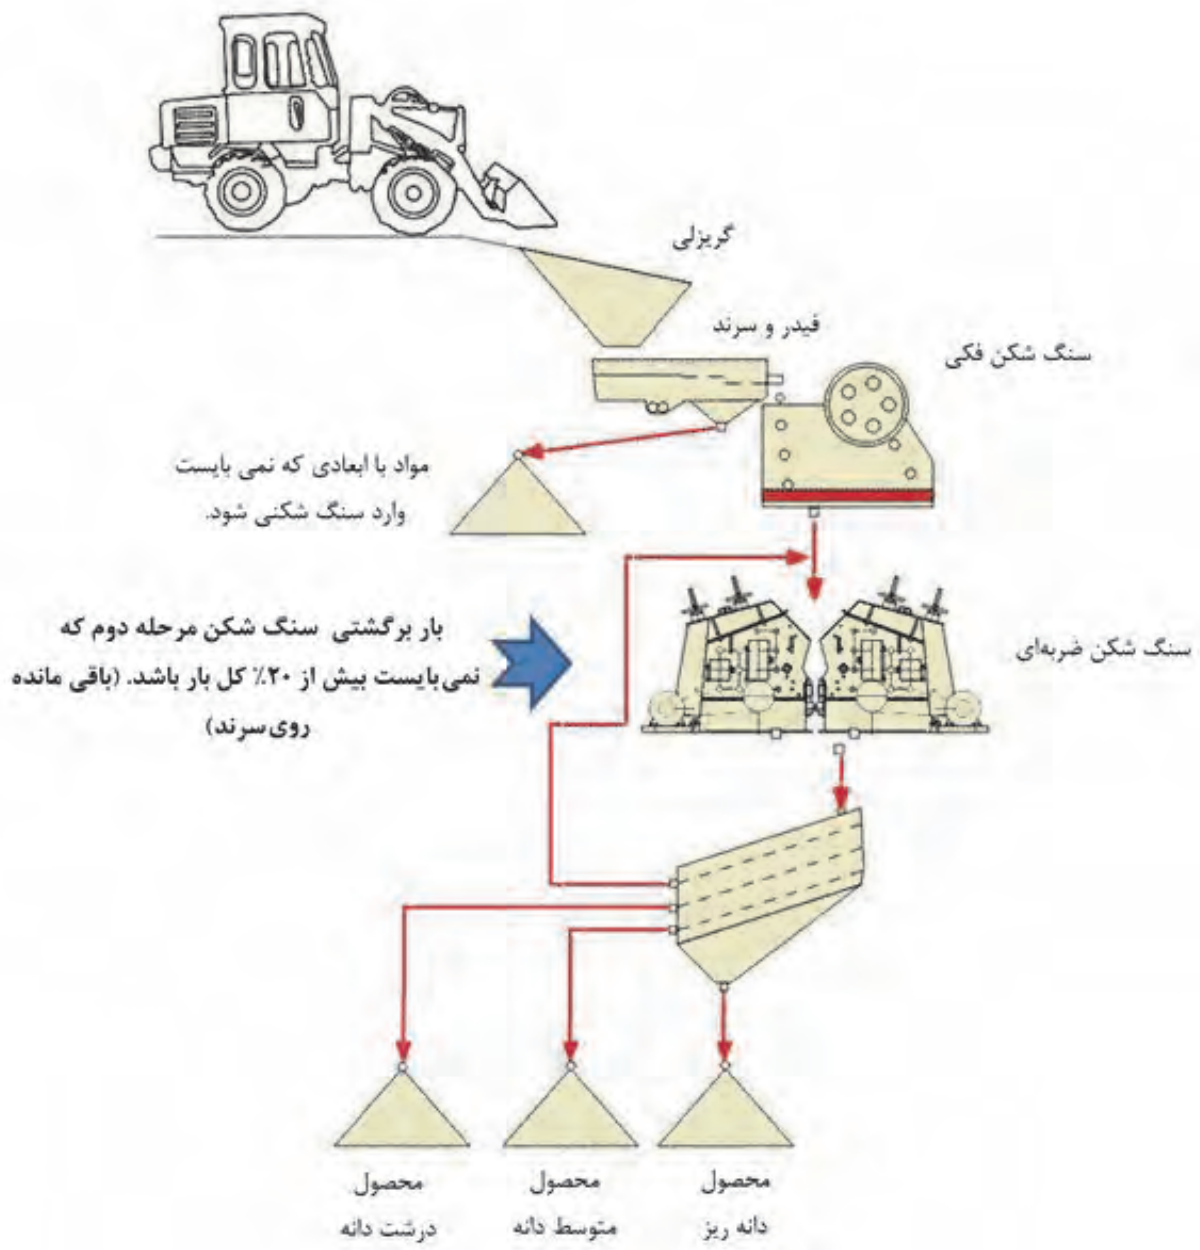 گریزلی
فیدر و سرند
سنگ شکن فکی
مواد با ابعادی که نمی بایست
وارد سنگ شکنی شود.
بار برگشتی سنگ شکن مرحله دوم که
نمی‌بایست بیش از ۲۰٪ کل بار باشد. (باقی مانده
روی سرند)
سنگ شکن ضربه‌ای
محصول
دانه ریز
محصول
متوسط دانه
محصول
درشت دانه